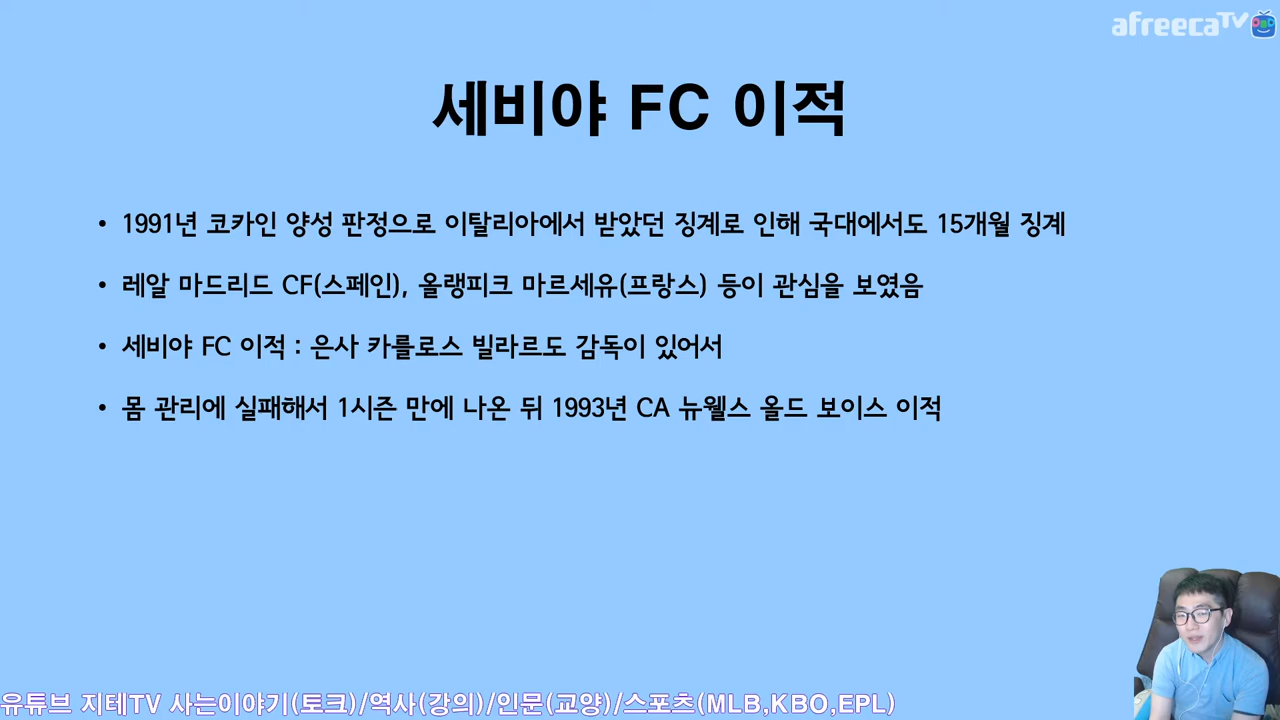 afreecaTV
세비야 FC 이적
• 1991년 코카인 양성 판정으로 이탈리아에서 받았던 징계로 인해 국대에서도 15개월 징계
• 레알 마드리드 CF(스페인), 올랭피크 마르세유(프랑스) 등이 관심을 보였음
• 세비야 FC 이적 : 은사 카를로스 빌라르도 감독이 있어서
• 몸 관리에 실패해서 1시즌 만에 나온 뒤 1993년 CA 뉴웰스 올드 보이스 이적
유튜브 지테TV 사는이야기(토크)/역사(강의)/인문(교양)/스포츠(MLB,KBO,EPL)